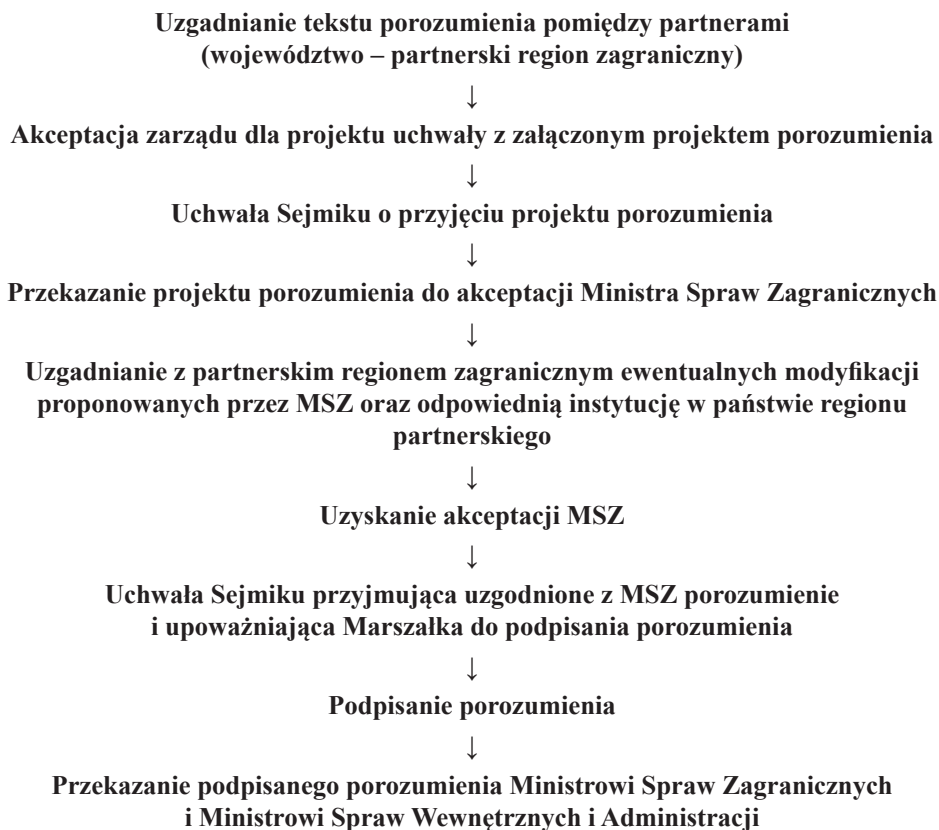 Uzgadnianie tekstu porozumienia pomiędzy partnerami
(województwo – partnerski region zagraniczny)
↓
Akceptacja zarządu dla projektu uchwały z załączonym projektem porozumienia
↓
Uchwała Sejmiku o przyjęciu projektu porozumienia
↓
Przekazanie projektu porozumienia do akceptacji Ministra Spraw Zagranicznych
↓
Uzgadnianie z partnerskim regionem zagranicznym ewentualnych modyfikacji
proponowanych przez MSZ oraz odpowiednią instytucję w państwie regionu
partnerskiego
↓
Uzyskanie akceptacji MSZ
↓
Uchwała Sejmiku przyjmująca uzgodnione z MSZ porozumienie
i upoważniająca Marszałka do podpisania porozumienia
↓
Podpisanie porozumienia
↓
Przekazanie podpisanego porozumienia Ministrowi Spraw Zagranicznych
i Ministrowi Spraw Wewnętrznych i Administracji